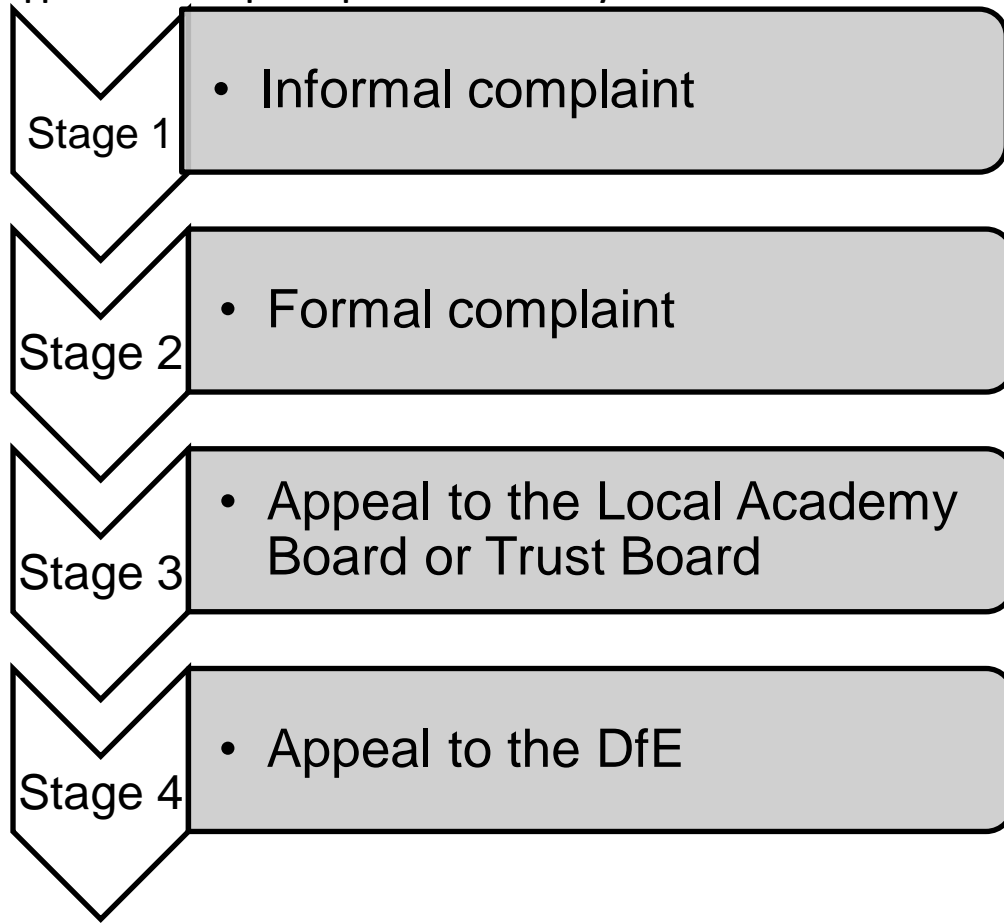 Stage 1
• Informal complaint
Stage 2
• Formal complaint
Stage 3
• Appeal to the Local Academy
Board or Trust Board
Stage 4
• Appeal to the DfE